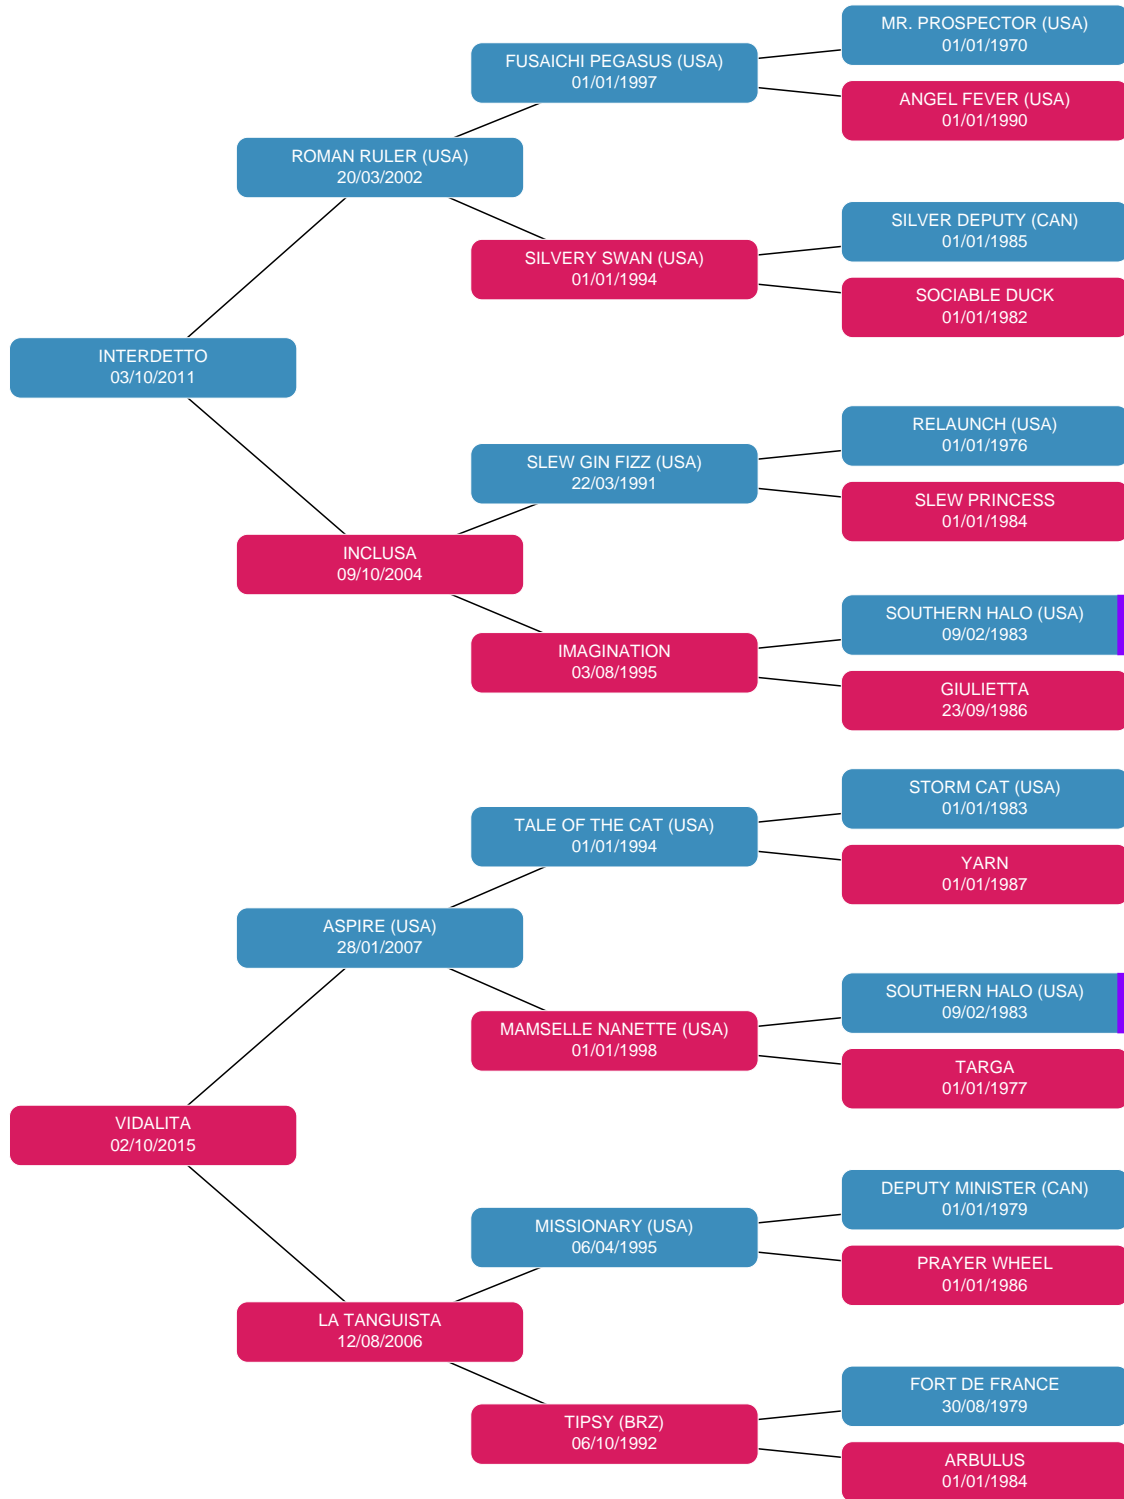 MR. PROSPECTOR (USA)
01/01/1970
FUSAICHI PEGASUS (USA)
01/01/1997
ANGEL FEVER (USA)
01/01/1990
ROMAN RULER (USA)
20/03/2002
SILVER DEPUTY (CAN)
01/01/1985
SILVERY SWAN (USA)
01/01/1994
SOCIABLE DUCK
01/01/1982
INTERDETTO
03/10/2011
RELAUNCH (USA)
01/01/1976
SLEW GIN FIZZ (USA)
22/03/1991
SLEW PRINCESS
01/01/1984
INCLUSA
09/10/2004
SOUTHERN HALO (USA)
09/02/1983
IMAGINATION
03/08/1995
GIULIETTA
23/09/1986
STORM CAT (USA)
01/01/1983
TALE OF THE CAT (USA)
01/01/1994
YARN
01/01/1987
ASPIRE (USA)
28/01/2007
SOUTHERN HALO (USA)
09/02/1983
MAMSELLE NANETTE (USA)
01/01/1998
TARGA
01/01/1977
VIDALITA
02/10/2015
DEPUTY MINISTER (CAN)
01/01/1979
MISSIONARY (USA)
06/04/1995
PRAYER WHEEL
01/01/1986
LA TANGUISTA
12/08/2006
FORT DE FRANCE
30/08/1979
TIPSY (BRZ)
06/10/1992
ARBULUS
01/01/1984